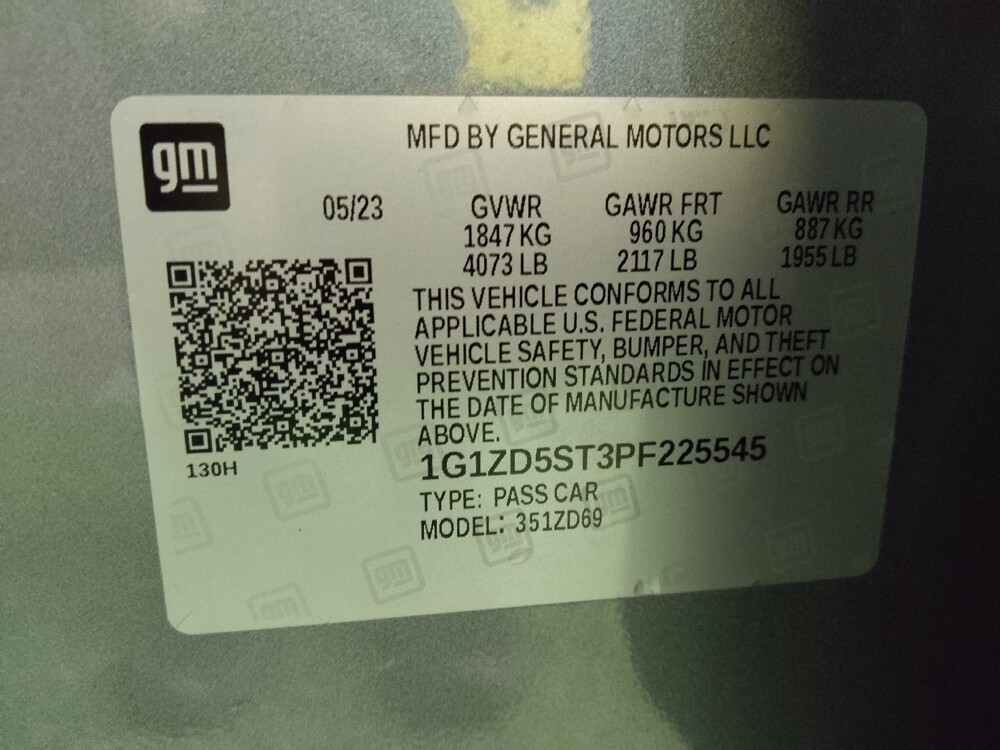 gm
MFD BY GENERAL MOTORS LLC
05/23 GVWR GAWR FRT GAWR RR
1847 KG 960 KG 887 KG
4073 LB 2117 LB 1955 LB
THIS VEHICLE CONFORMS TO ALL
APPLICABLE U.S. FEDERAL MOTOR
VEHICLE SAFETY, BUMPER, AND THEFT
PREVENTION STANDARDS IN EFFECT ON
THE DATE OF MANUFACTURE SHOWN
ABOVE.
130H
1G1ZD5ST3PF225545
TYPE: PASS CAR
MODEL: 351ZD69